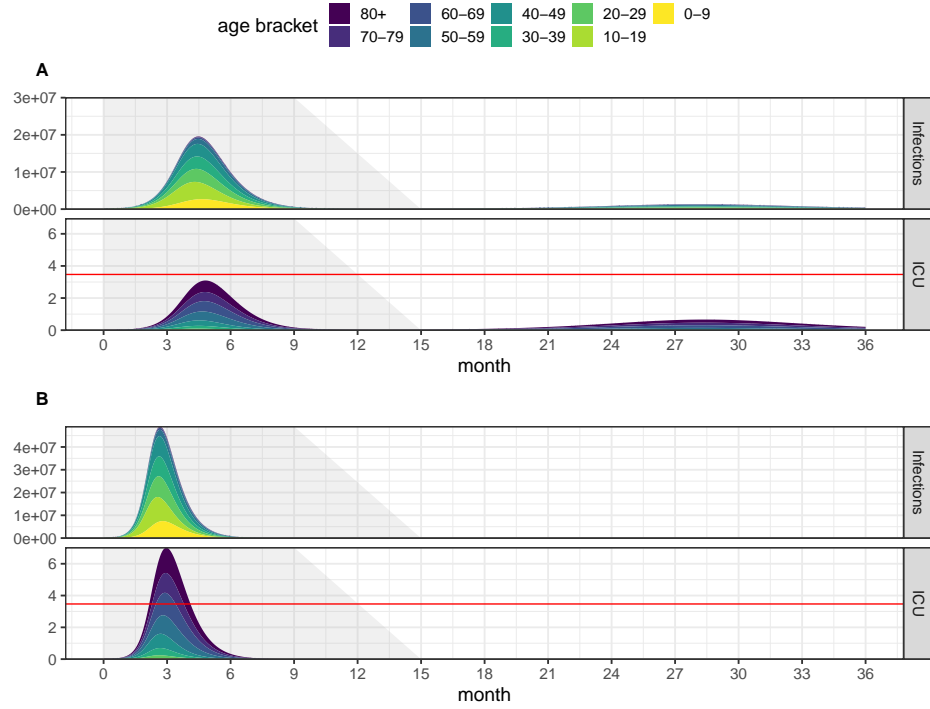 age bracket
80+ 60−69 40−49 20−29 0−9
70−79 50−59 30−39 10−19
A
3e+07
2e+07
1e+07
0e+00
Infections
6
4
2
0
ICU
0 3 6 9 12 15 18 21 24 27 30 33 36
month
B
4e+07
3e+07
2e+07
1e+07
0e+00
Infections
6
4
2
0
ICU
0 3 6 9 12 15 18 21 24 27 30 33 36
month